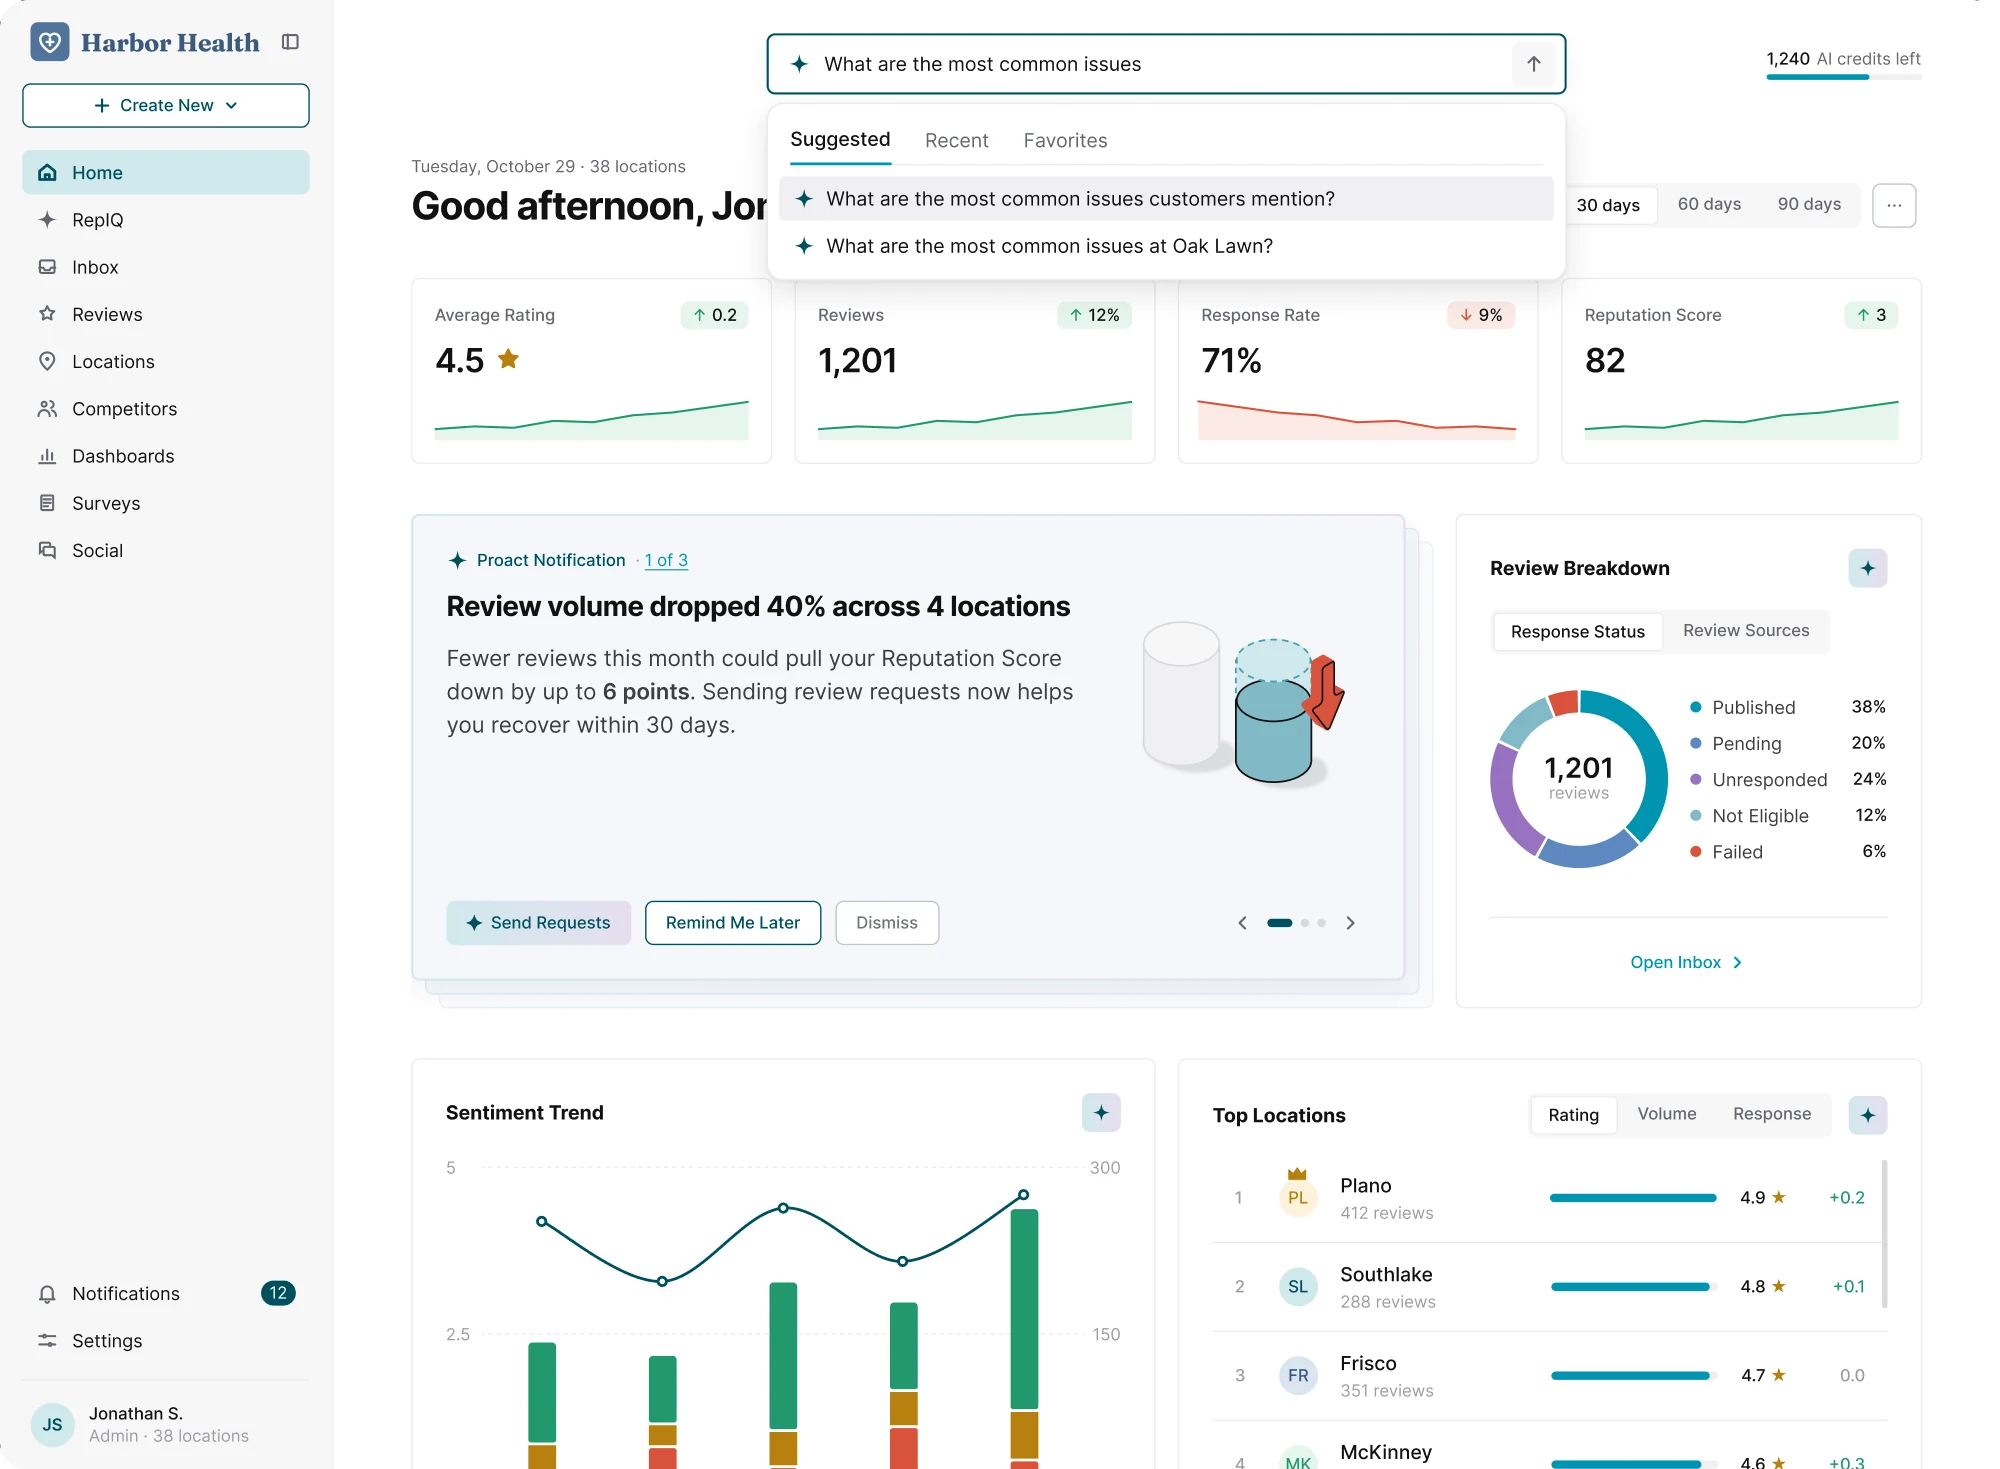 Harbor Health
Create New
Home
RepIQ
Inbox
Reviews
Locations
Competitors
Dashboards
Surveys
Social
Notifications 12
Settings
JS
Jonathan S.
Admin · 38 locations
What are the most common issues
1,240 AI credits left
Suggested Recent Favorites
What are the most common issues customers mention?
What are the most common issues at Oak Lawn?
Tuesday, October 29 · 38 locations
Good afternoon, Jon
30 days 60 days 90 days
Average Rating 0.2
4.5
Reviews 12%
1,201
Response Rate 9%
71%
Reputation Score 3
82
Proact Notification · 1 of 3
Review volume dropped 40% across 4 locations
Fewer reviews this month could pull your Reputation Score
down by up to 6 points. Sending review requests now helps
you recover within 30 days.
Send Requests Remind Me Later Dismiss
Review Breakdown
Response Status Review Sources
1,201
reviews
Published 38%
Pending 20%
Unresponded 24%
Not Eligible 12%
Failed 6%
Open Inbox
Sentiment Trend
5 300
2.5 150
Top Locations
Rating Volume Response
1 PL Plano 4.9 +0.2
412 reviews
2 SL Southlake 4.8 +0.1
288 reviews
3 FR Frisco 4.7 0.0
351 reviews
4 MK McKinney 4.6 +0.3